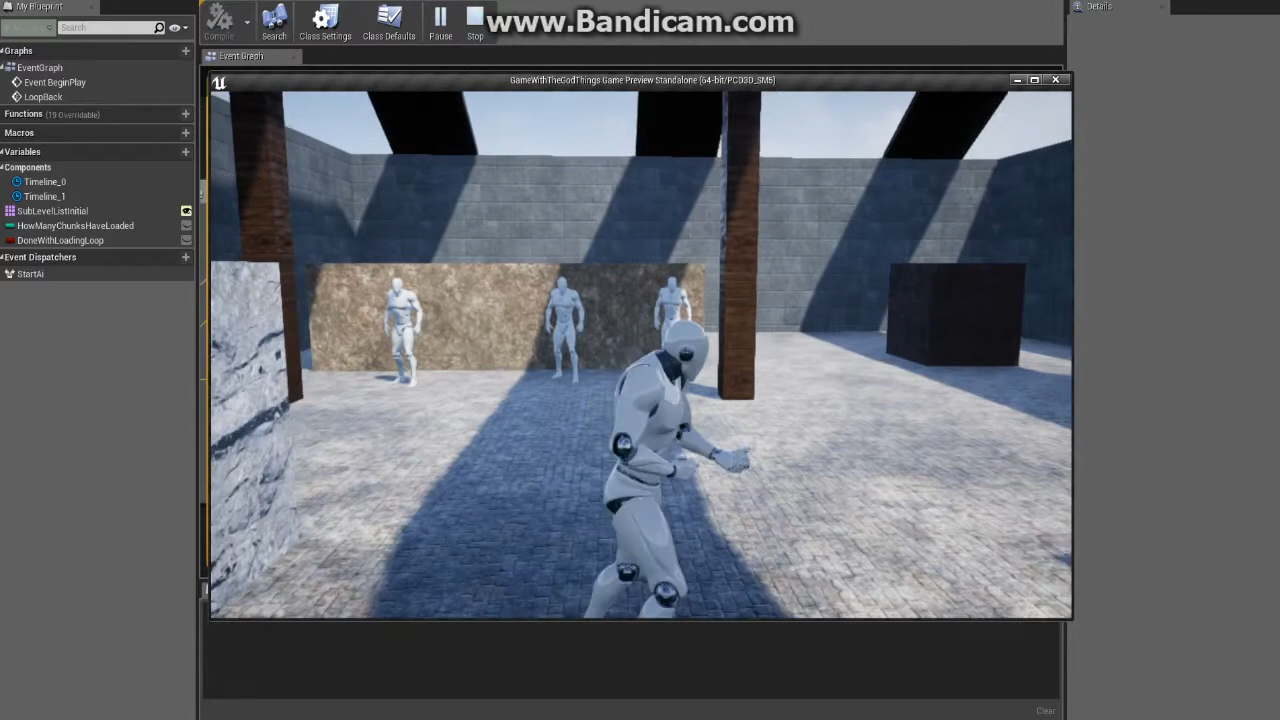 My Blueprint
Search
Graphs
EventGraph
Event BeginPlay
LoopBack
Functions (19 Overridable)
Macros
Variables
Components
Timeline_0
Timeline_1
SubLevelListInitial
HowManyChunksHaveLoaded
DoneWithLoadingLoop
Event Dispatchers
StartAi
Compile
Search
Class Settings
Class Defaults
Pause
Stop
www.Bandicam.com
Event Graph
GameWithTheGodThings Game Preview Standalone (64-bit/PCD3D_SM5)
Details
Clear